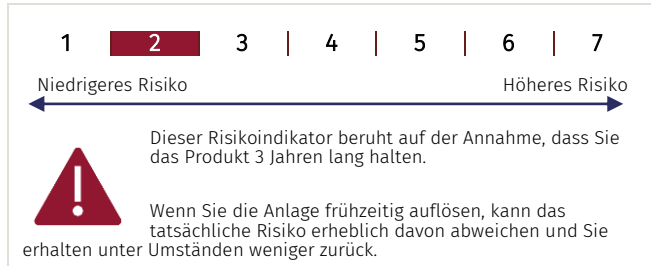 1 2 3 4 5 6 7
Niedrigeres Risiko Höheres Risiko
Dieser Risikoindikator beruht auf der Annahme, dass Sie
das Produkt 3 Jahren lang halten.
Wenn Sie die Anlage frühzeitig auflösen, kann das
tatsächliche Risiko erheblich davon abweichen und Sie
erhalten unter Umständen weniger zurück.